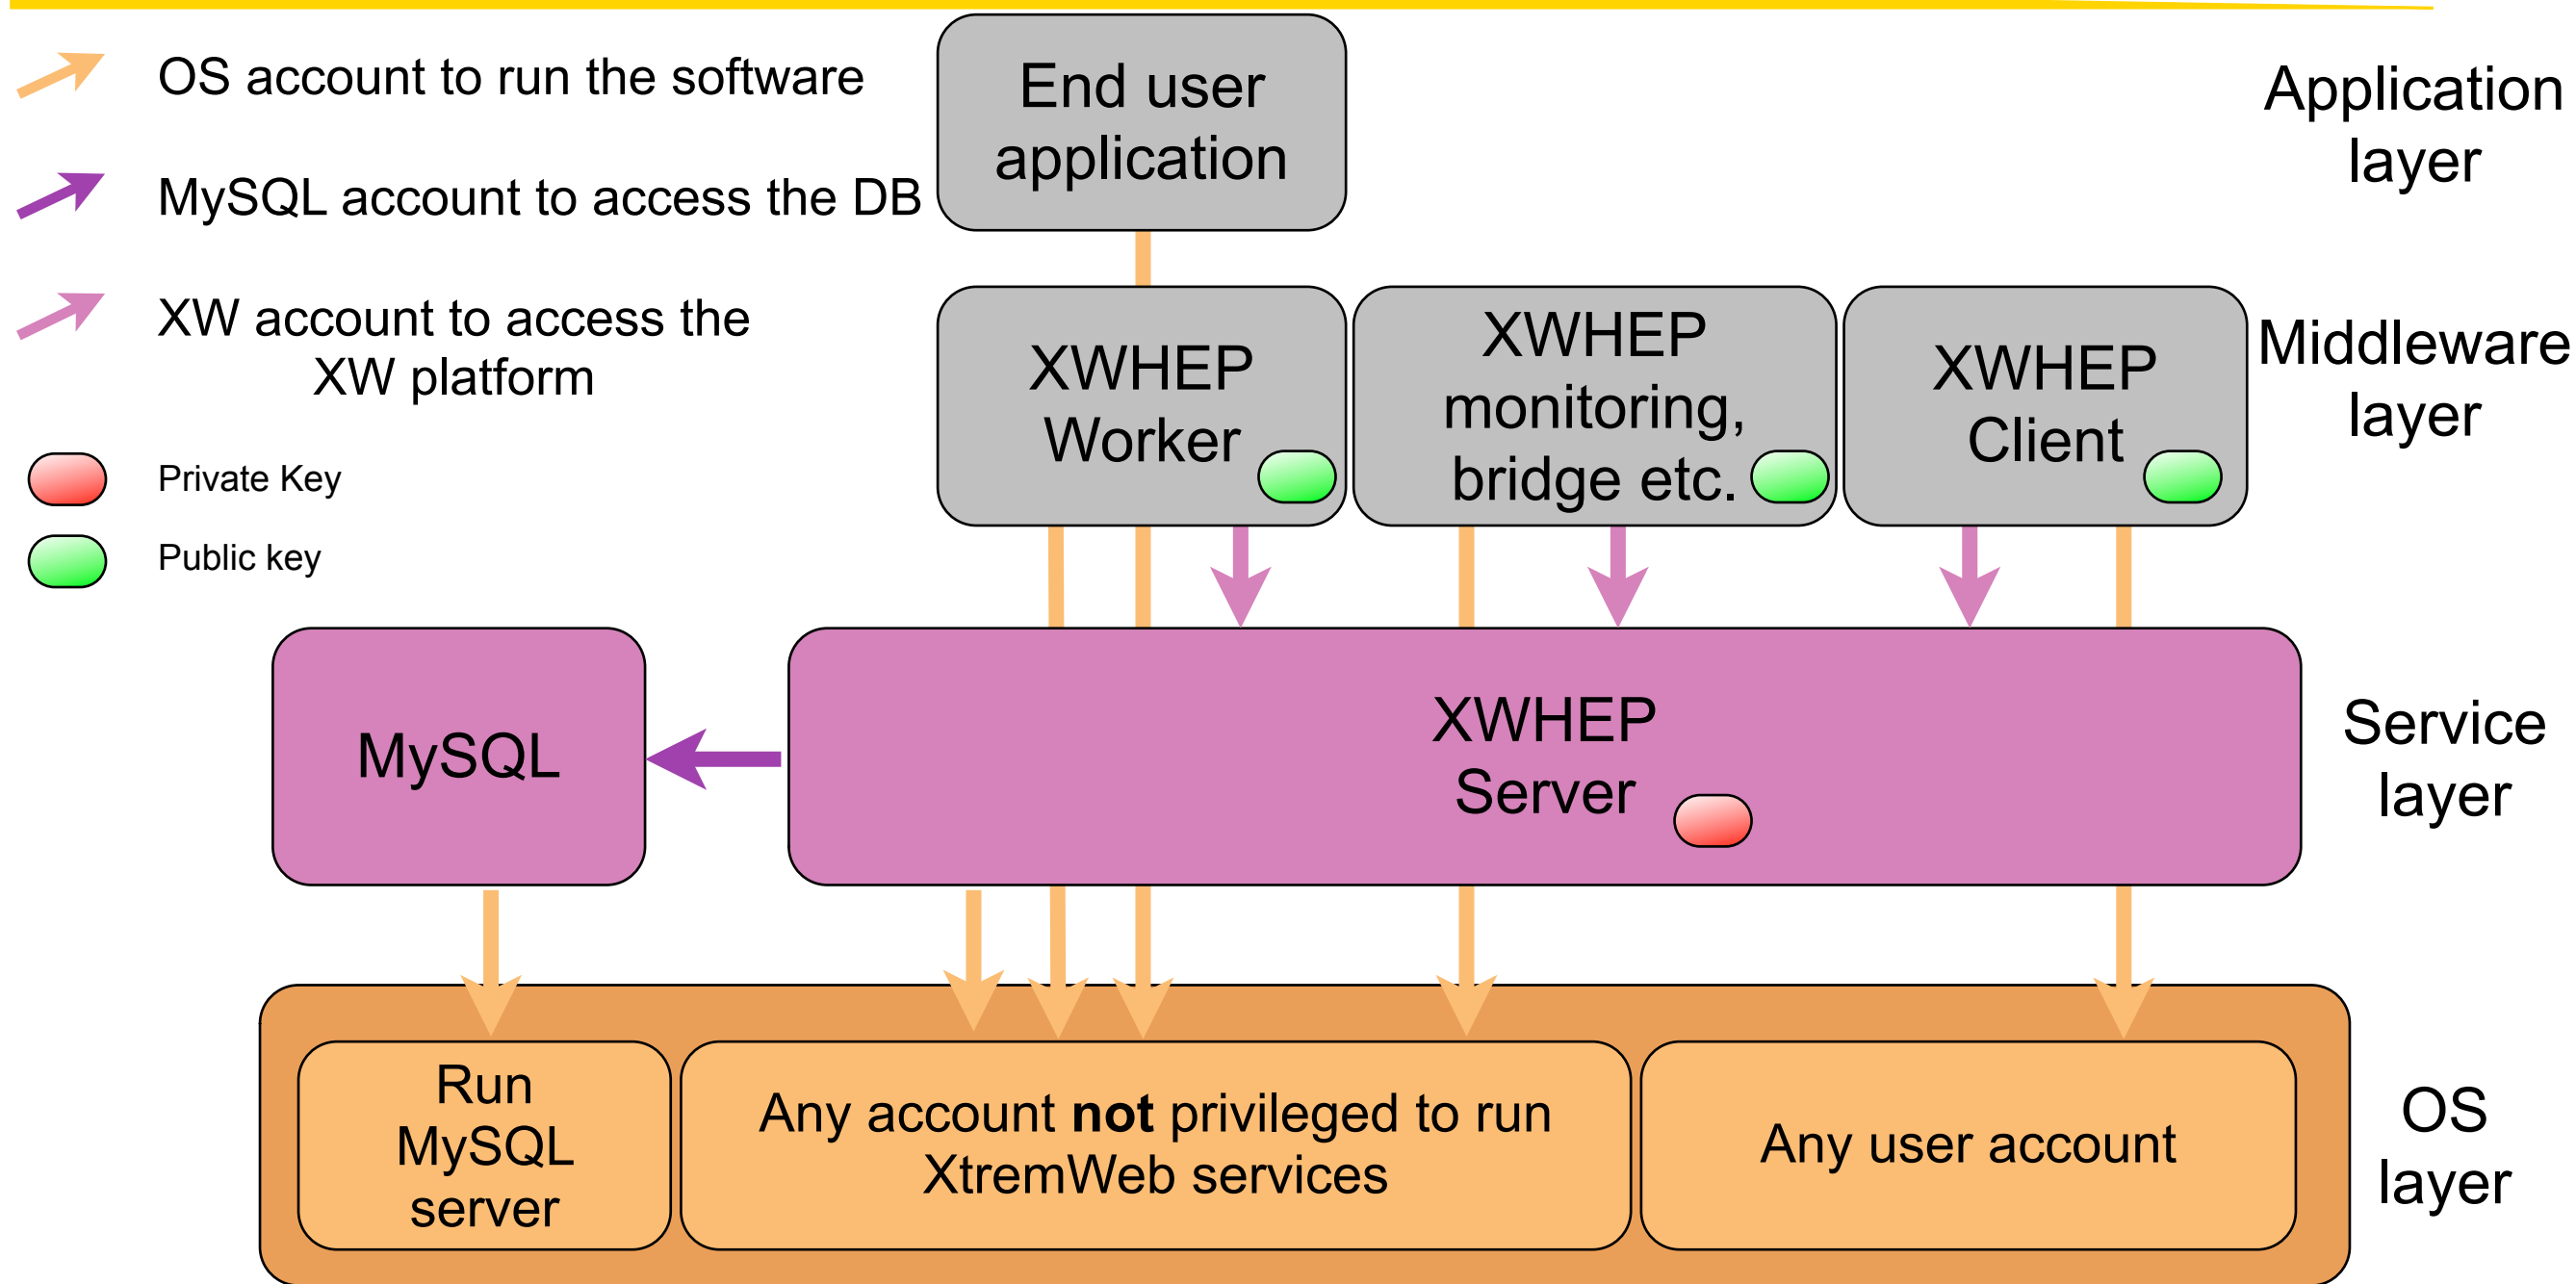 OS account to run the software
MySQL account to access the DB
XW account to access the
XW platform
Private Key
Public key
End user
application
Application
layer
XWHEP
Worker
XWHEP
monitoring,
bridge etc.
XWHEP
Client
Middleware
layer
MySQL
XWHEP
Server
Service
layer
Run
MySQL
server
Any account not privileged to run
XtremWeb services
Any user account
OS
layer